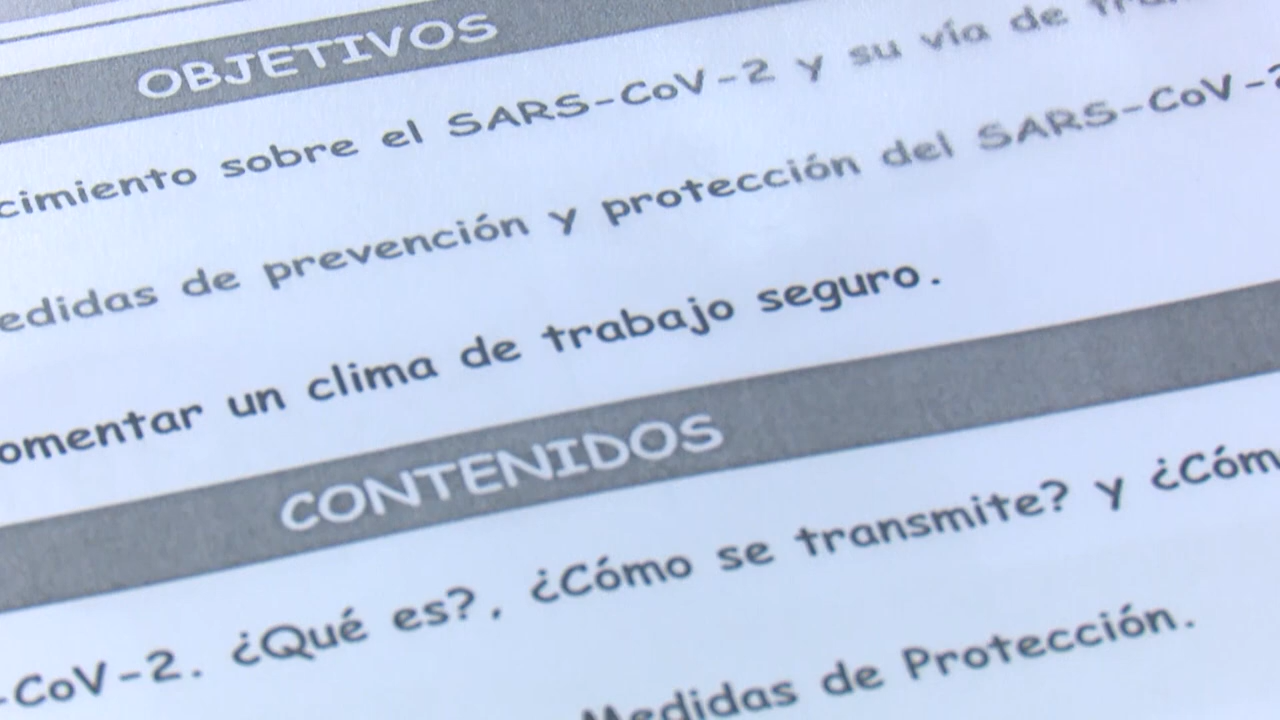 OBJETIVOS
cimiento sobre el SARS-CoV-2 y su vía de
edidas de prevención y protección del SARS-CoV-2
omentar un clima de trabajo seguro.
CONTENIDOS
-CoV-2. ¿Qué es?, ¿Cómo se transmite? y ¿Cóm
Medidas de Protección.